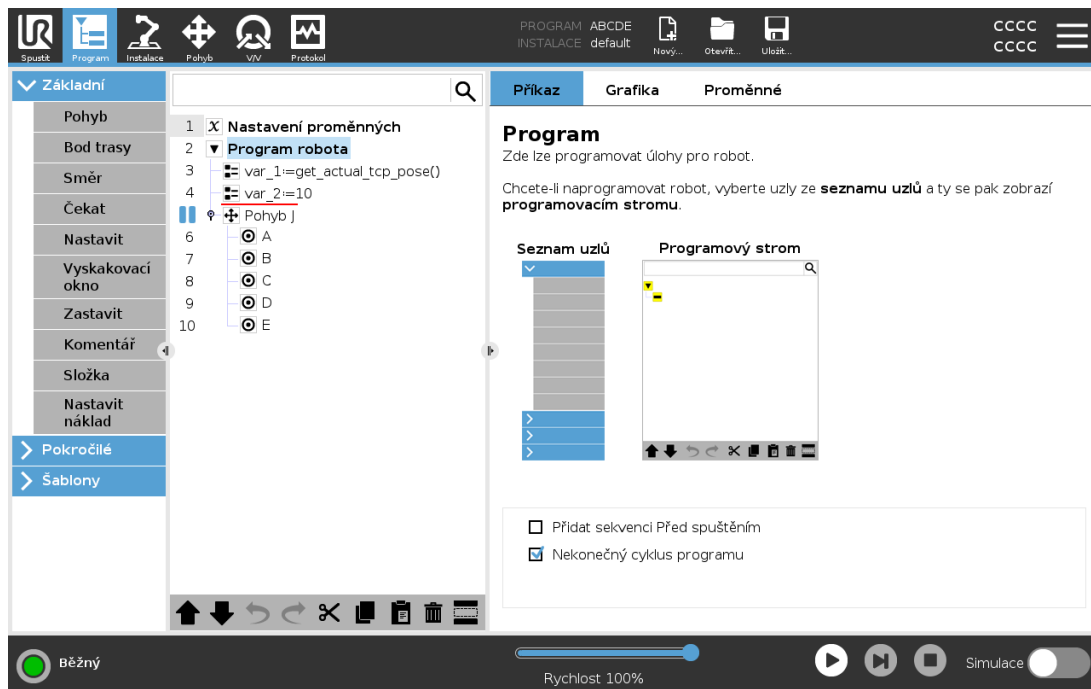 Spustit
Program
Instalace
Pohyb
V/V
Protokol
PROGRAM ABCDE
INSTALACE default
Nový...
Otevřít...
Uložit...
CCCC
CCCC
Základní
Pohyb
Bod trasy
Směr
Čekat
Nastavit
Vyskakovací
okno
Zastavit
Komentář
Složka
Nastavit
náklad
Pokročilé
Šablony
1 X Nastavení proměnných
2 Program robota
3 var_1:=get_actual_tcp_pose()
4 var_2:=10
Pohyb J
6 A
7 B
8 C
9 D
10 E
Příkaz Grafika Proměnné
Program
Zde lze programovat úlohy pro robot.
Chcete-li naprogramovat robot, vyberte uzly ze seznamu uzlů a ty se pak zobrazí
programovacím stromu.
Seznam uzlů Programový strom
Přidat sekvenci Před spuštěním
Nekonečný cyklus programu
Běžný
Rychlost 100%
Simulace